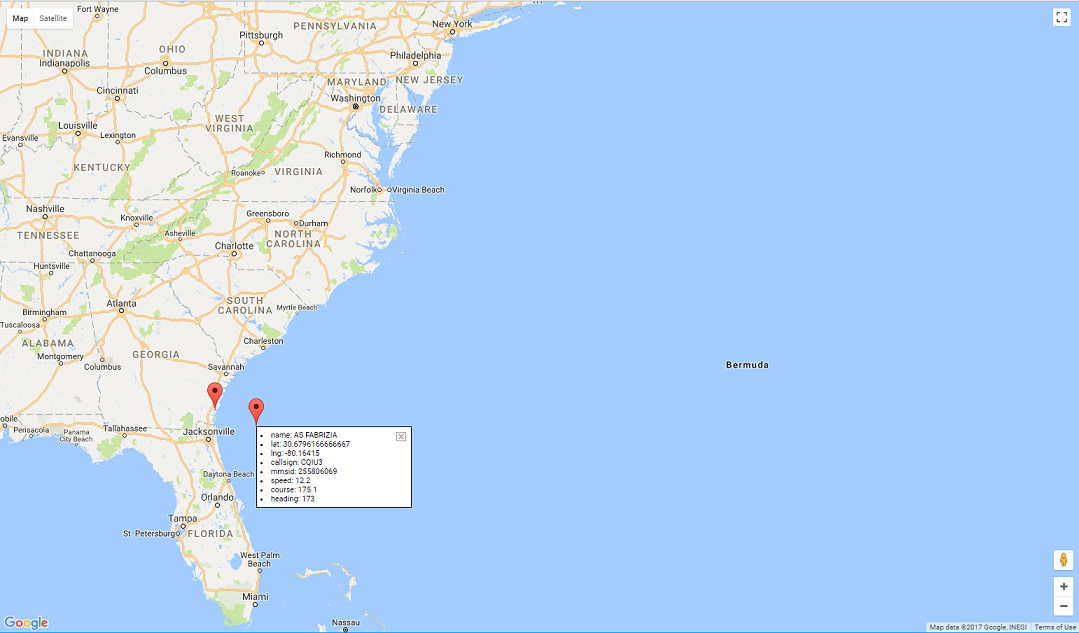 Map
Satellite
Fort Wayne
New York
PENNSYLVANIA
Pittsburgh
OHIO
INDIANA
Indianapolis
Columbus
Philadelphia
MARYLAND
NEW JERSEY
Cincinnati
Washington
DELAWARE
WEST
VIRGINIA
Louisville
Lexington
Evansville
Richmond
KENTUCKY
Roanoke
VIRGINIA
Norfolk
Virginia Beach
Nashville
Knoxville
Greensboro
Durham
TENNESSEE
Asheville
NORTH
CAROLINA
Charlotte
Chattanooga
Huntsville
Atlanta
SOUTH
CAROLINA
Myrtle Beach
Birmingham
Tuscaloosa
ALABAMA
Charleston
Montgomery
GEORGIA
Columbus
Savannah
Bermuda
obile
Pensacola
Panama
City Beach
Tallahassee
Jacksonville
name: AS FABRIZIA
lat: 30.6796166666667
lng: -80.16415
callsign: CQIU3
mmsid: 255806069
speed: 12.2
course: 175.1
heading: 173
Daytona Beach
Orlando
Tampa
St. Petersburg
FLORIDA
West Palm
Beach
Miami
Nassau
Google
Map data ©2017 Google, INEGI
Terms of Use